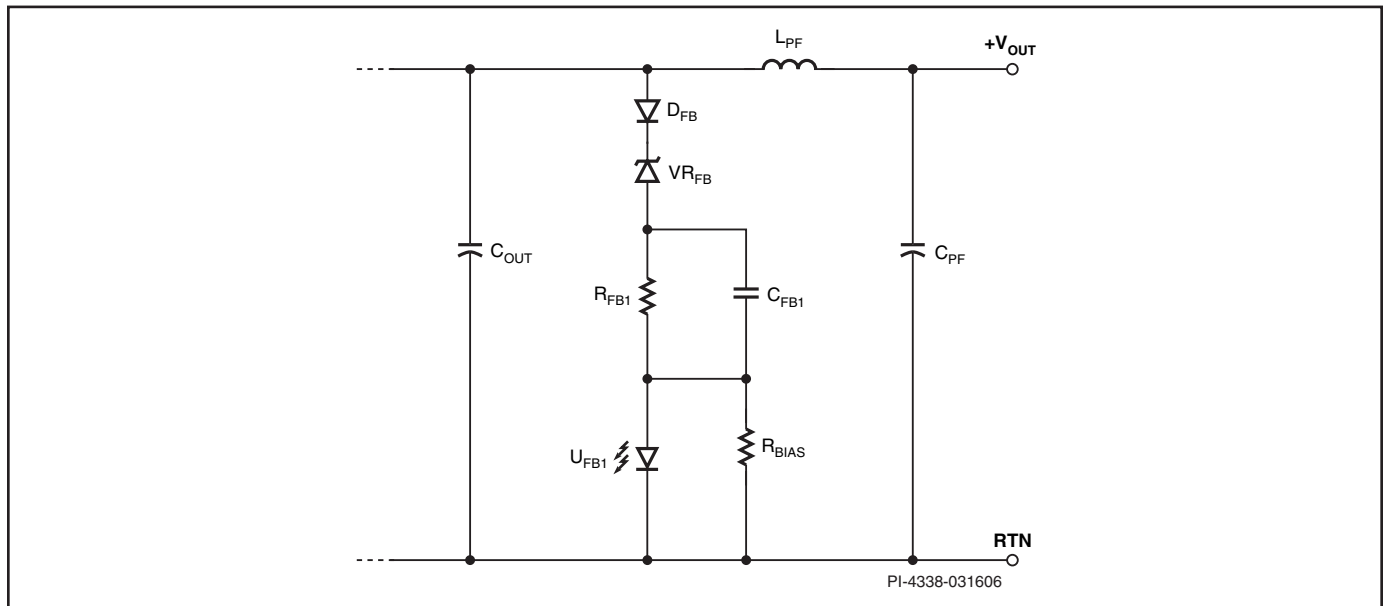 L_PF
+V_OUT
D_FB
VR_FB
C_OUT
C_PF
R_FB1
C_FB1
U_FB1
R_BIAS
RTN
PI-4338-031606